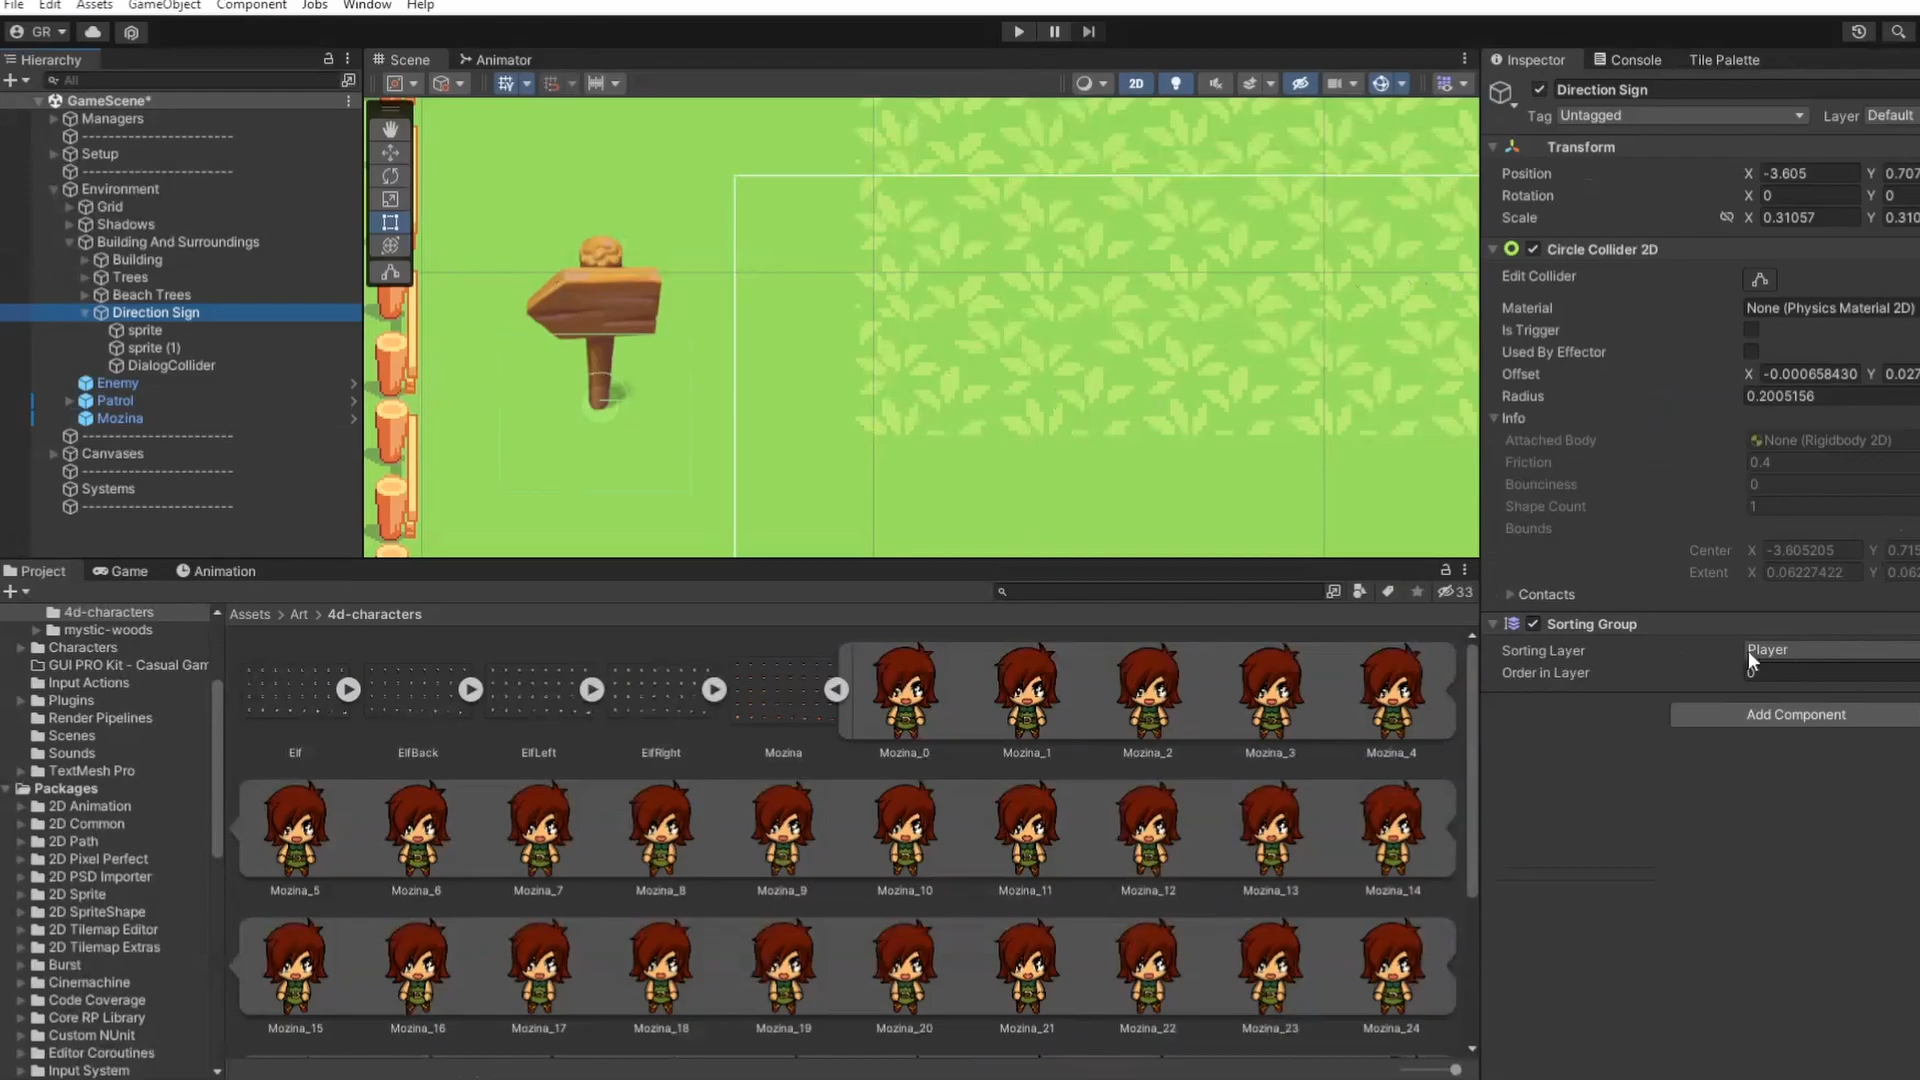 File Edit Assets GameObject Component Jobs Window Help
GR
Hierarchy
All
GameScene*
Managers
-----------------------
Setup
-----------------------
Environment
Grid
Shadows
Building And Surroundings
Building
Trees
Beach Trees
Direction Sign
sprite
sprite (1)
DialogCollider
Enemy
Patrol
Mozina
-----------------------
Canvases
-----------------------
Systems
-----------------------
Scene Animator
2D
Inspector Console Tile Palette
Direction Sign
Tag Untagged Layer Default
Transform
Position X -3.605 Y 0.707
Rotation X 0 Y 0
Scale X 0.31057 Y 0.310
Circle Collider 2D
Edit Collider
Material None (Physics Material 2D)
Is Trigger
Used By Effector
Offset X -0.000658430 Y 0.027
Radius 0.2005156
Info
Attached Body None (Rigidbody 2D)
Friction 0.4
Bounciness 0
Shape Count 1
Bounds
Center X -3.605205 Y 0.715
Extent X 0.06227422 Y 0.062
Contacts
Sorting Group
Sorting Layer Player
Order in Layer 0
Add Component
Project Game Animation
33
4d-characters
mystic-woods
Characters
GUI PRO Kit - Casual Gam
Input Actions
Plugins
Render Pipelines
Scenes
Sounds
TextMesh Pro
Packages
2D Animation
2D Common
2D Path
2D Pixel Perfect
2D PSD Importer
2D Sprite
2D SpriteShape
2D Tilemap Editor
2D Tilemap Extras
Burst
Cinemachine
Code Coverage
Core RP Library
Custom NUnit
Editor Coroutines
Input System
Assets Art 4d-characters
Elf ElfBack ElfLeft ElfRight Mozina Mozina_0 Mozina_1 Mozina_2 Mozina_3 Mozina_4
Mozina_5 Mozina_6 Mozina_7 Mozina_8 Mozina_9 Mozina_10 Mozina_11 Mozina_12 Mozina_13 Mozina_14
Mozina_15 Mozina_16 Mozina_17 Mozina_18 Mozina_19 Mozina_20 Mozina_21 Mozina_22 Mozina_23 Mozina_24